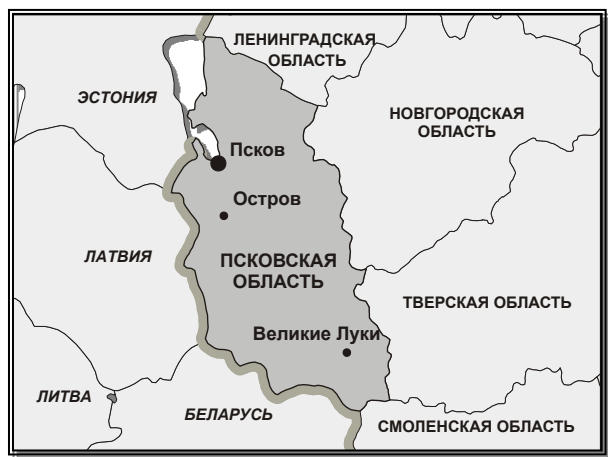 ЛЕНИНГРАДСКАЯ
ОБЛАСТЬ
ЭСТОНИЯ
НОВГОРОДСКАЯ
ОБЛАСТЬ
Псков
Остров
ЛАТВИЯ
ПСКОВСКАЯ
ОБЛАСТЬ
ТВЕРСКАЯ ОБЛАСТЬ
Великие Луки
ЛИТВА
БЕЛАРУСЬ
СМОЛЕНСКАЯ ОБЛАСТЬ